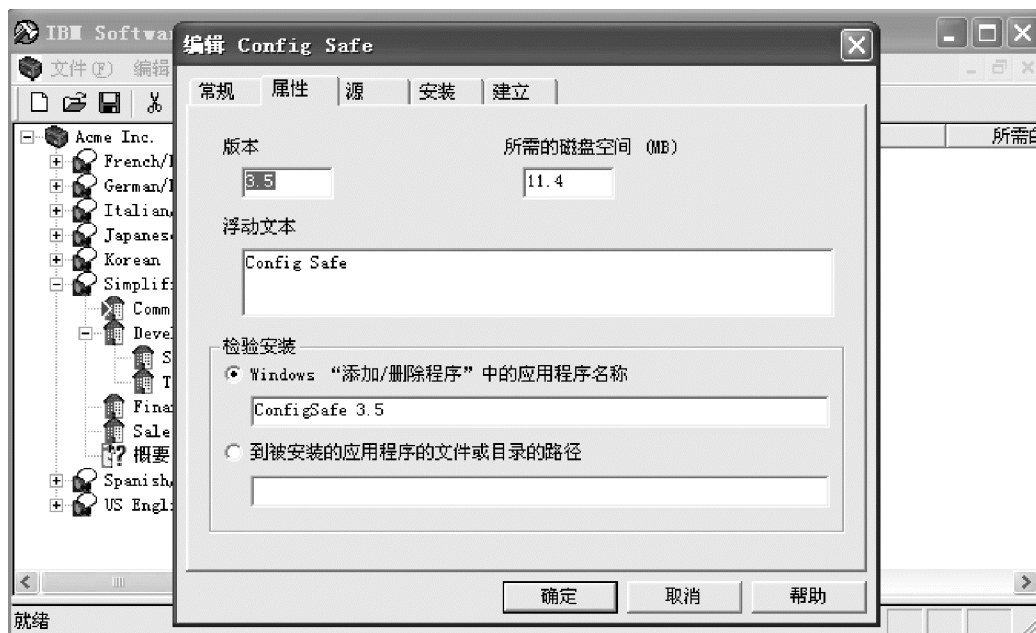 IBM Softwa
编辑 Config Safe
文件(F) 编辑
常规 属性 源 安装 建立
Acme Inc.
French/
German/
Italian/
Japanes
Korean
Simplif
Comm
Devel
S
T
Fina
Sale
概要
Spanish/
US Engl
所需的
版本
3.5
所需的磁盘空间 (MB)
11.4
浮动文本
Config Safe
检验安装
Windows “添加/删除程序”中的应用程序名称
ConfigSafe 3.5
到被安装的应用程序的文件或目录的路径
确定 取消 帮助
就绪